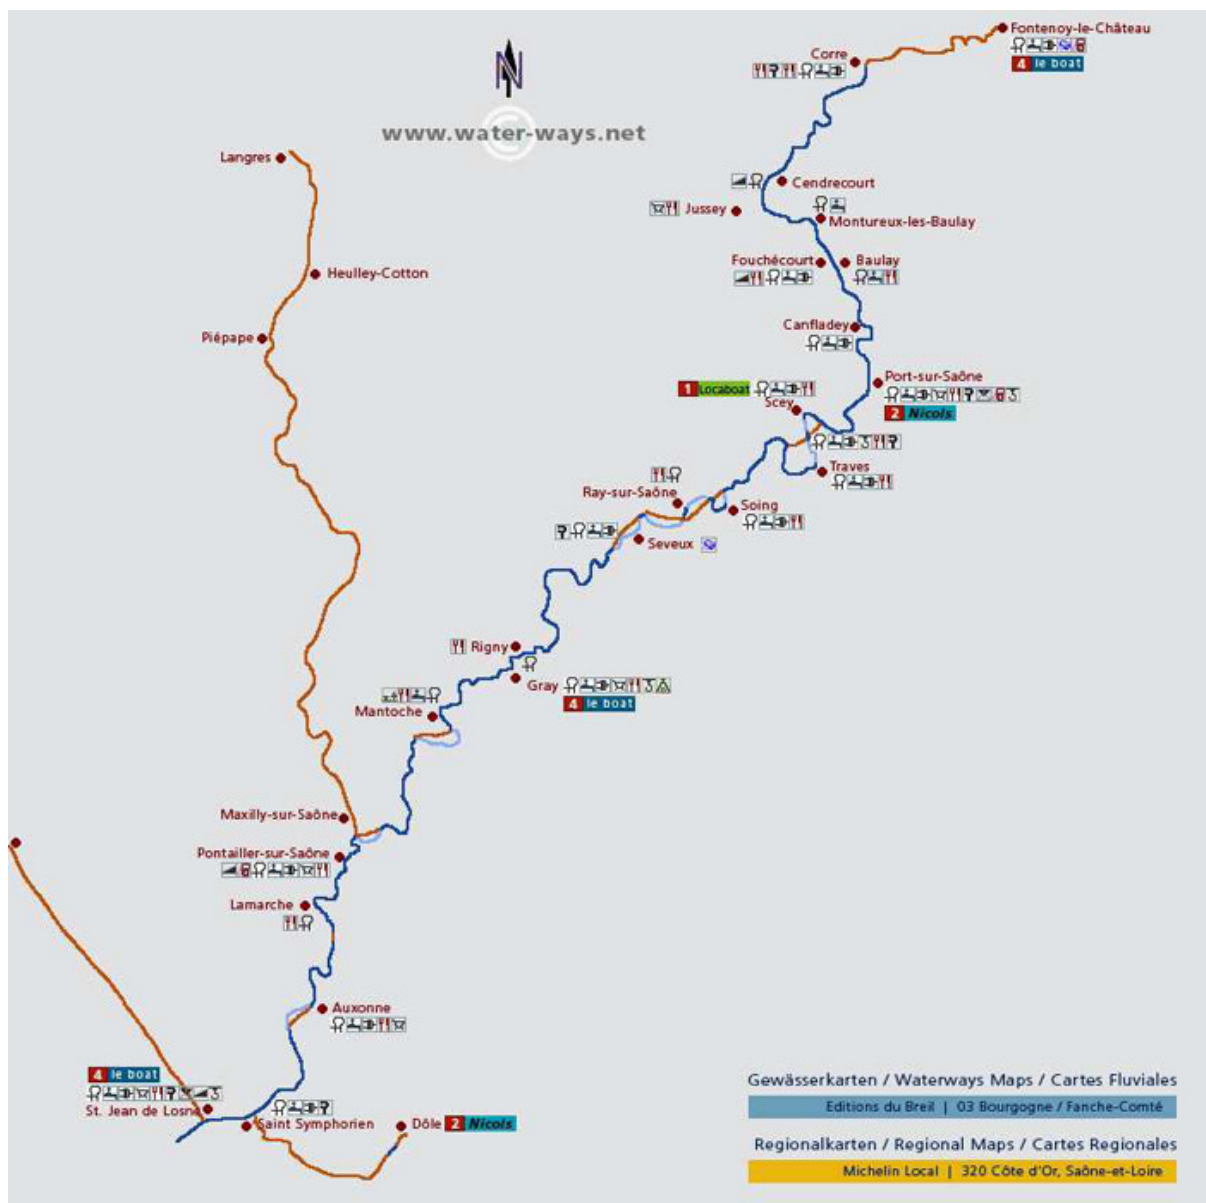 Fontenoy-le-Château
4 le boat
Corre
N
©
www.water-ways.net
Langres
Cendrecourt
Jussey
Montureux-les-Baulay
Fouchécourt
Baulay
Heulley-Cotton
Canfladey
Piépape
Port-sur-Saône
1 Locaboat
2 Nicols
Scey
Traves
Ray-sur-Saône
Soing
Seveux
Rigny
Gray
4 le boat
Mantoche
Maxilly-sur-Saône
Pontailler-sur-Saône
Lamarche
Auxonne
4 le boat
St. Jean de Losne
Saint Symphorien
Dôle 2 Nicols
Gewässerkarten / Waterways Maps / Cartes Fluviales
Editions du Breil | 03 Bourgogne / Fanche-Comté
Regionalkarten / Regional Maps / Cartes Regionales
Michelin Local | 320 Côte d'Or, Saône-et-Loire